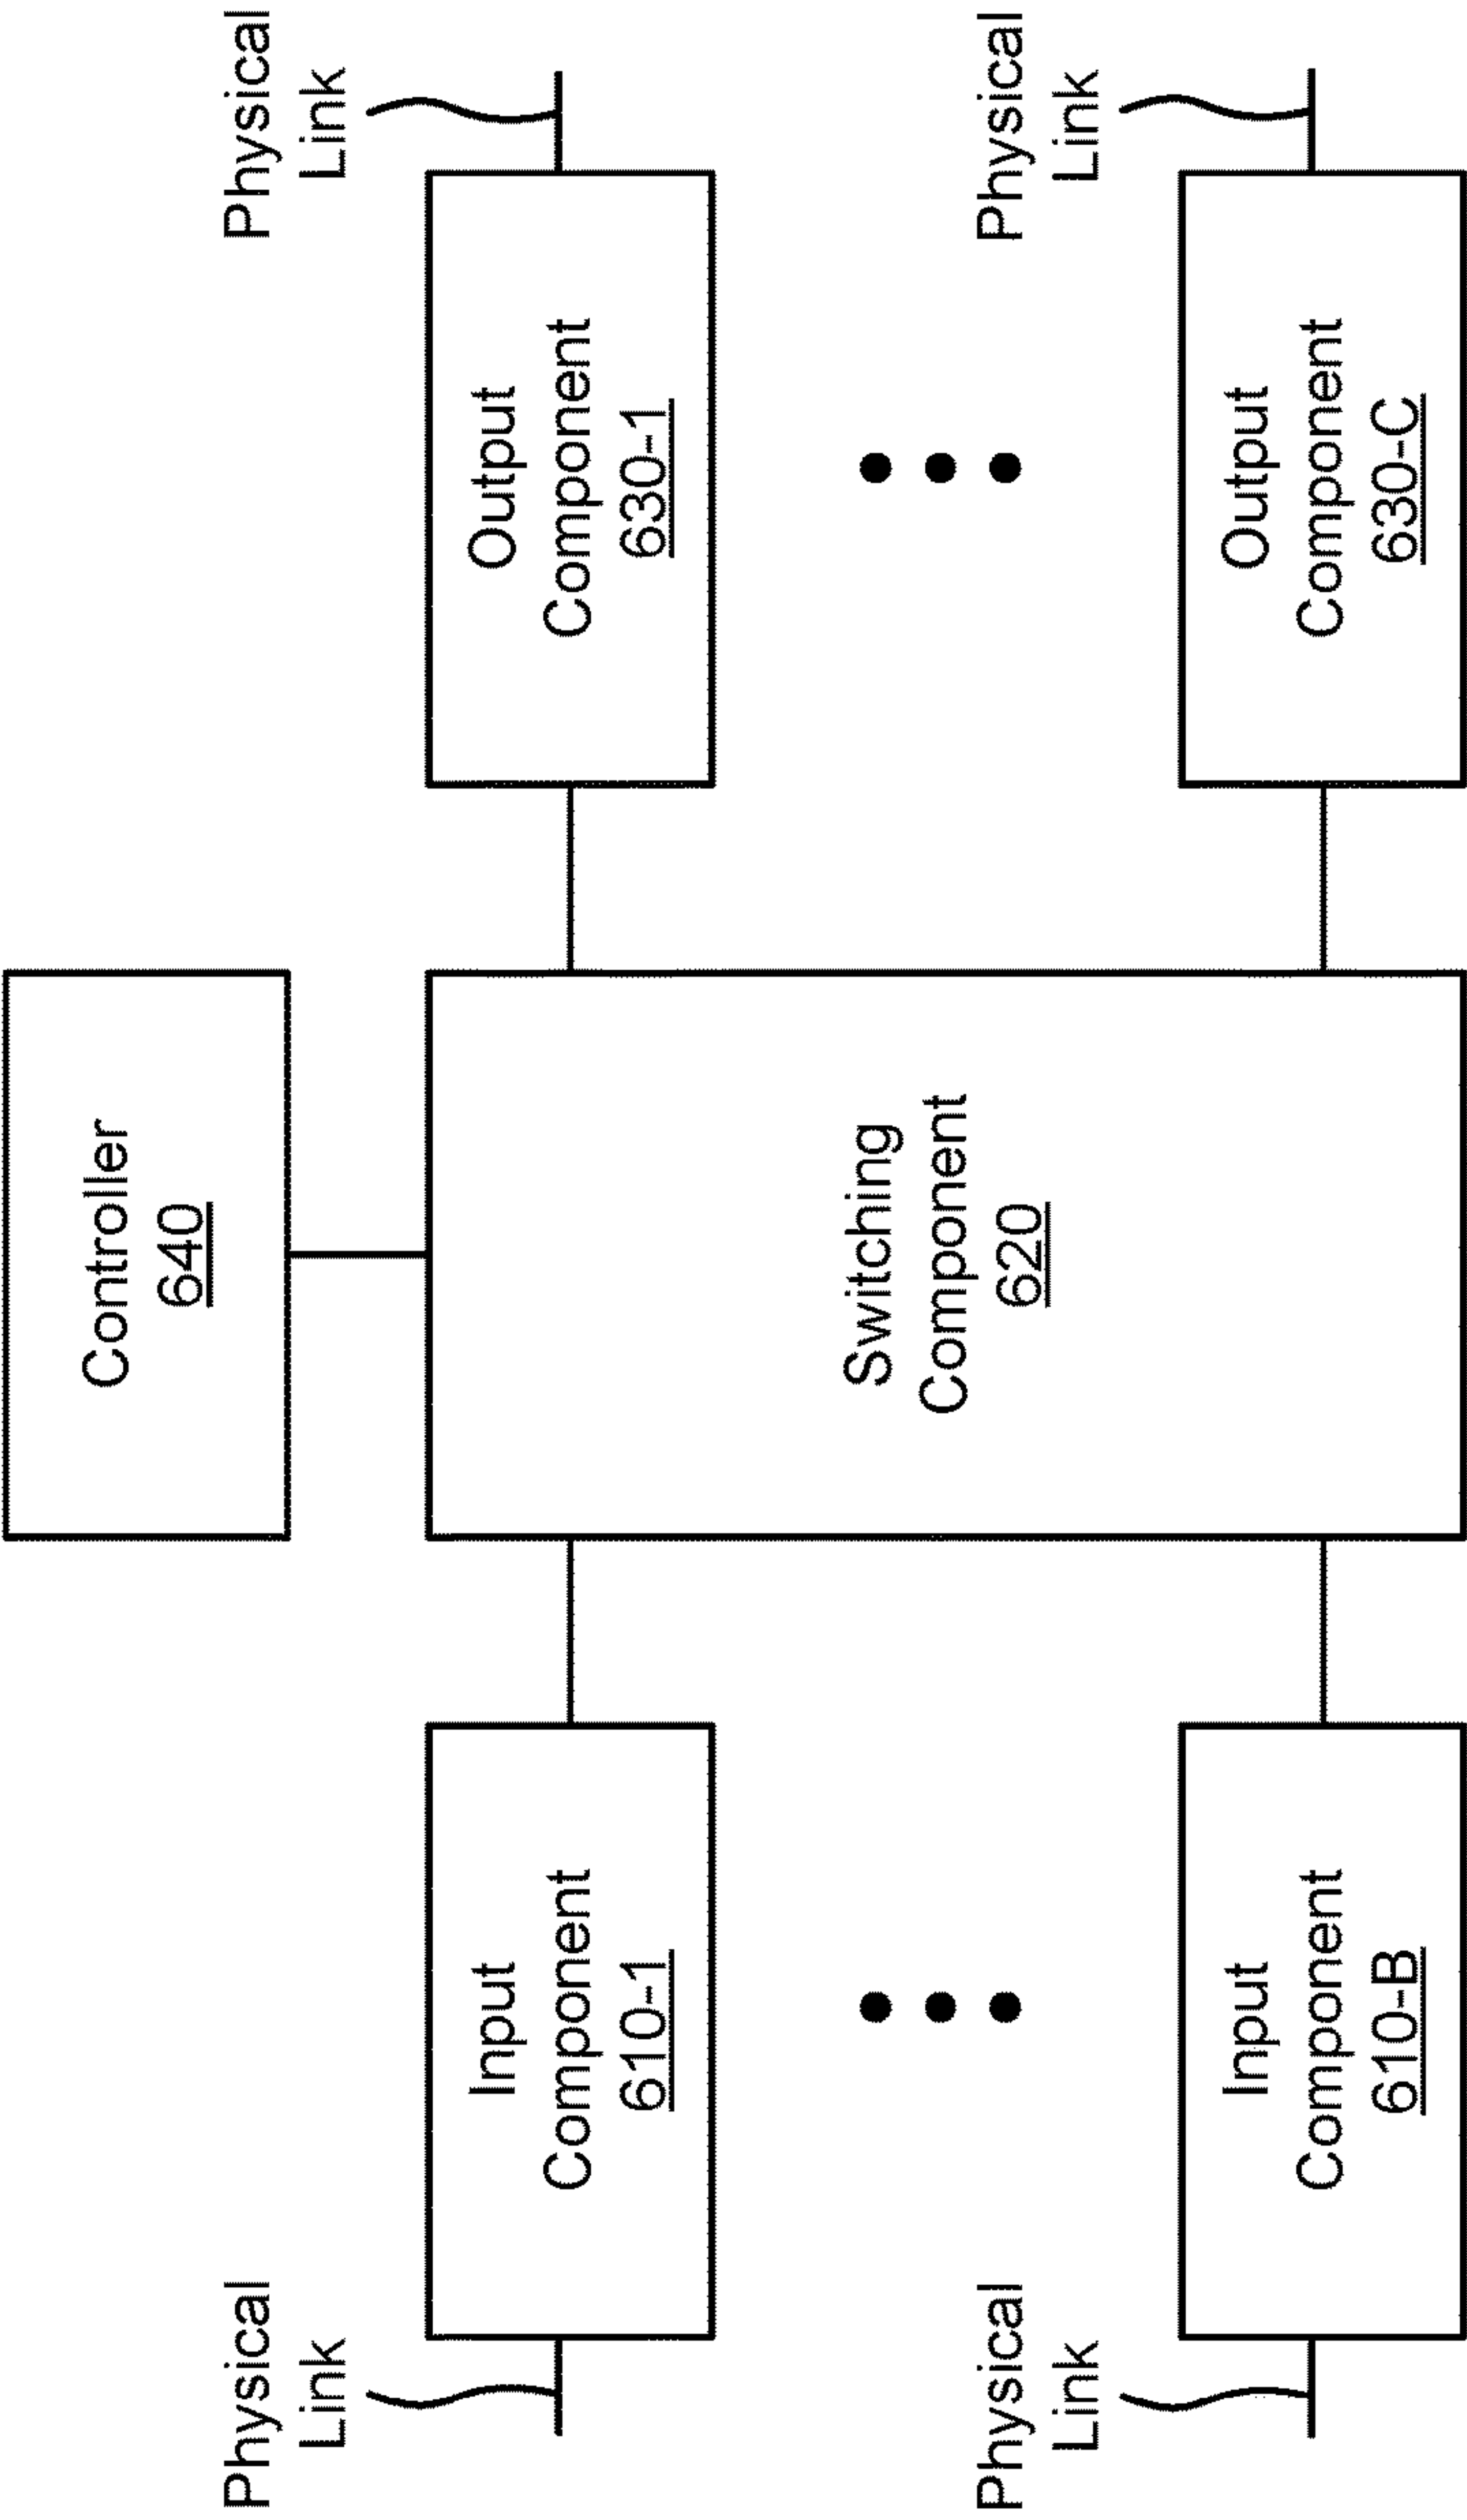 Controller
640
Physical
Link
Input
Component
610-1
Switching
Component
620
Output
Component
630-1
Physical
Link
Physical
Link
Input
Component
610-B
Output
Component
630-C
Physical
Link